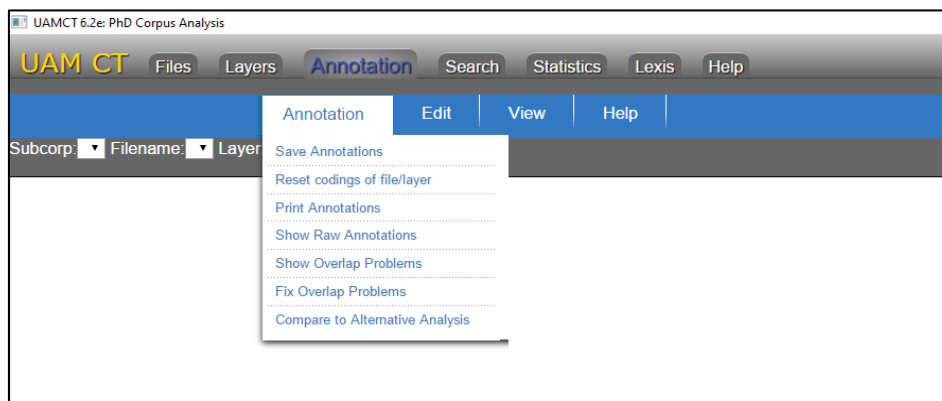 UAMCT 6.2e: PhD Corpus Analysis
UAM CT Files Layers Annotation Search Statistics Lexis Help
Annotation Edit View Help
Subcorp: Filename: Layer
Save Annotations
Reset codings of file/layer
Print Annotations
Show Raw Annotations
Show Overlap Problems
Fix Overlap Problems
Compare to Alternative Analysis